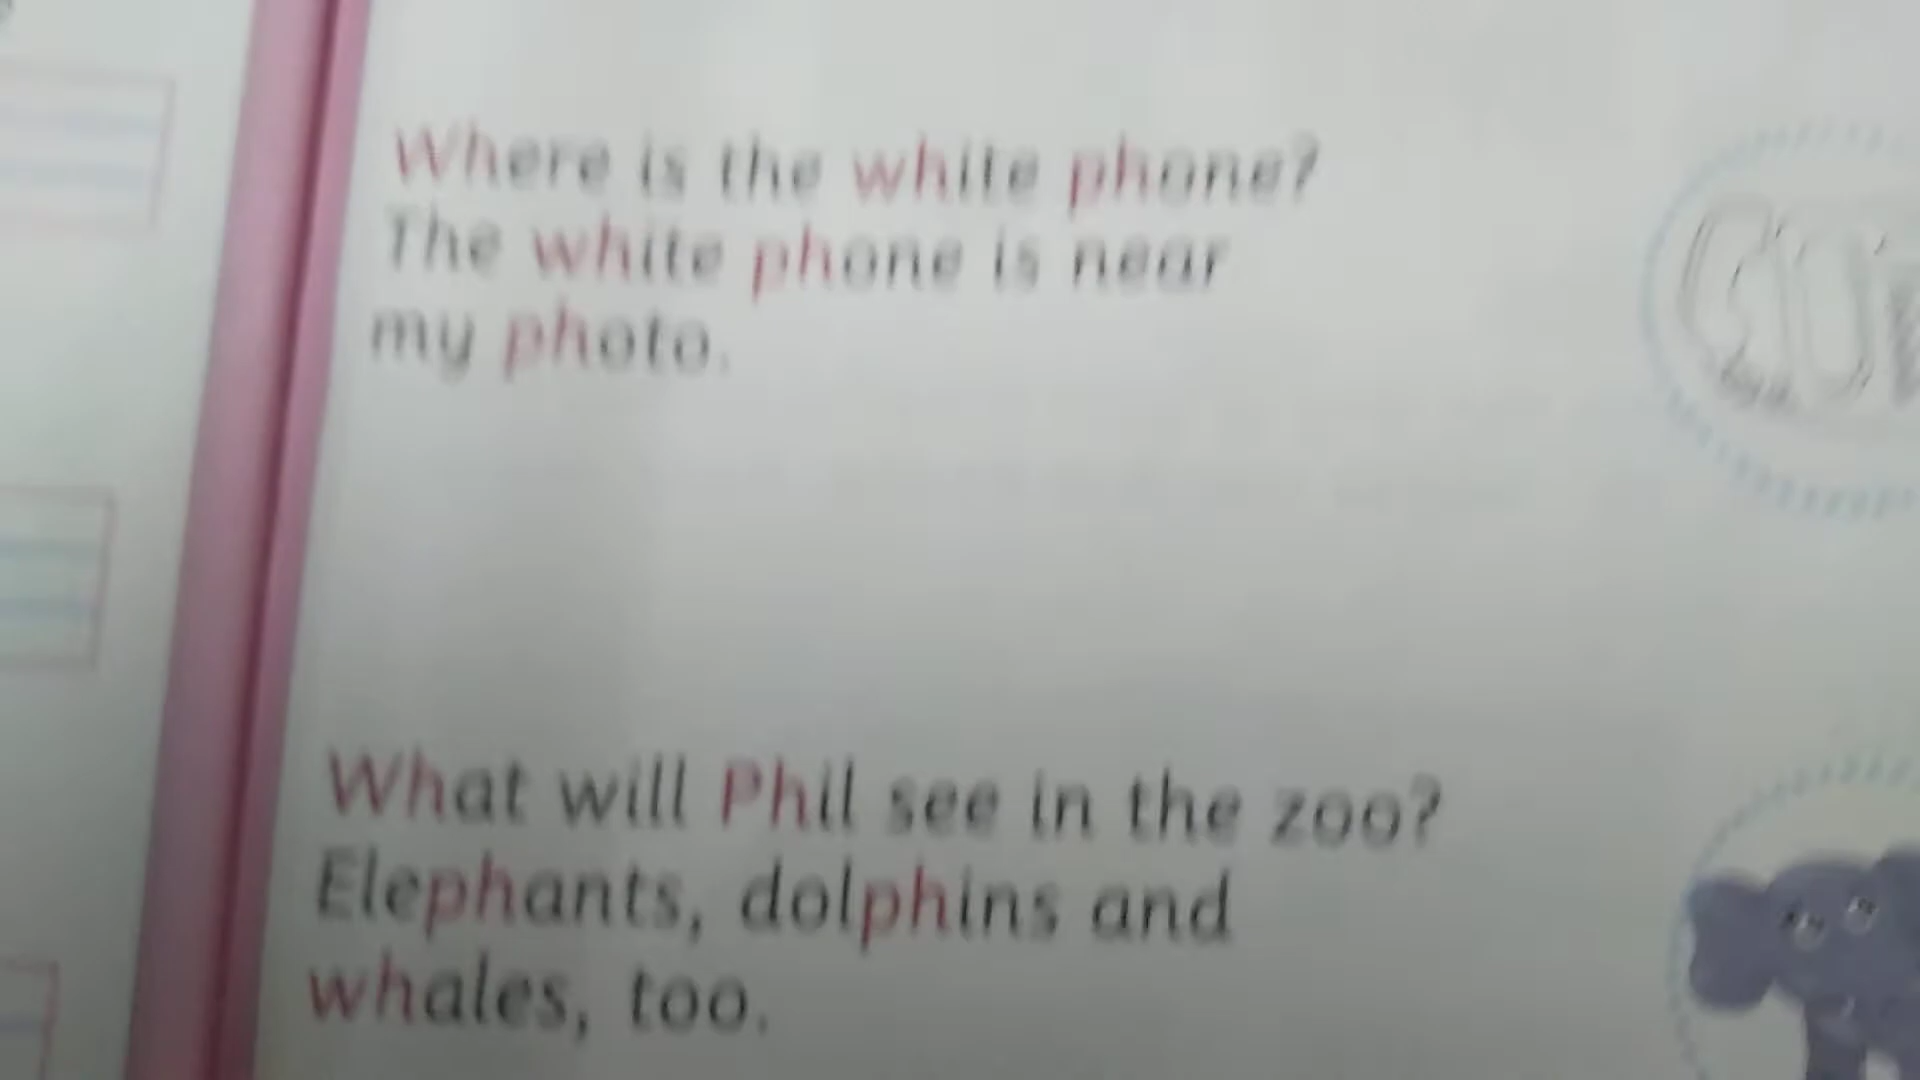 Where is the white phone?
The white phone is near
my photo.
What will Phil see in the zoo?
Elephants, dolphins and
whales, too.